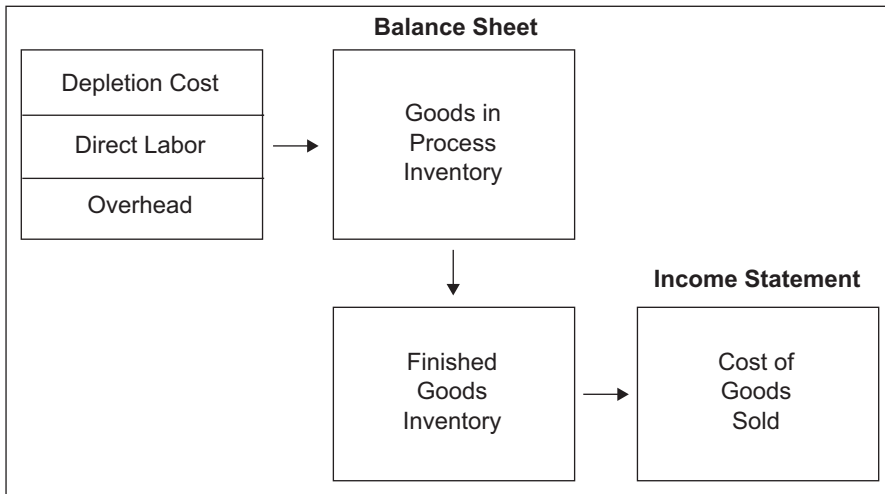 Balance Sheet
Depletion Cost
Direct Labor
Overhead
Goods in
Process
Inventory
Income Statement
Finished
Goods
Inventory
Cost of
Goods
Sold